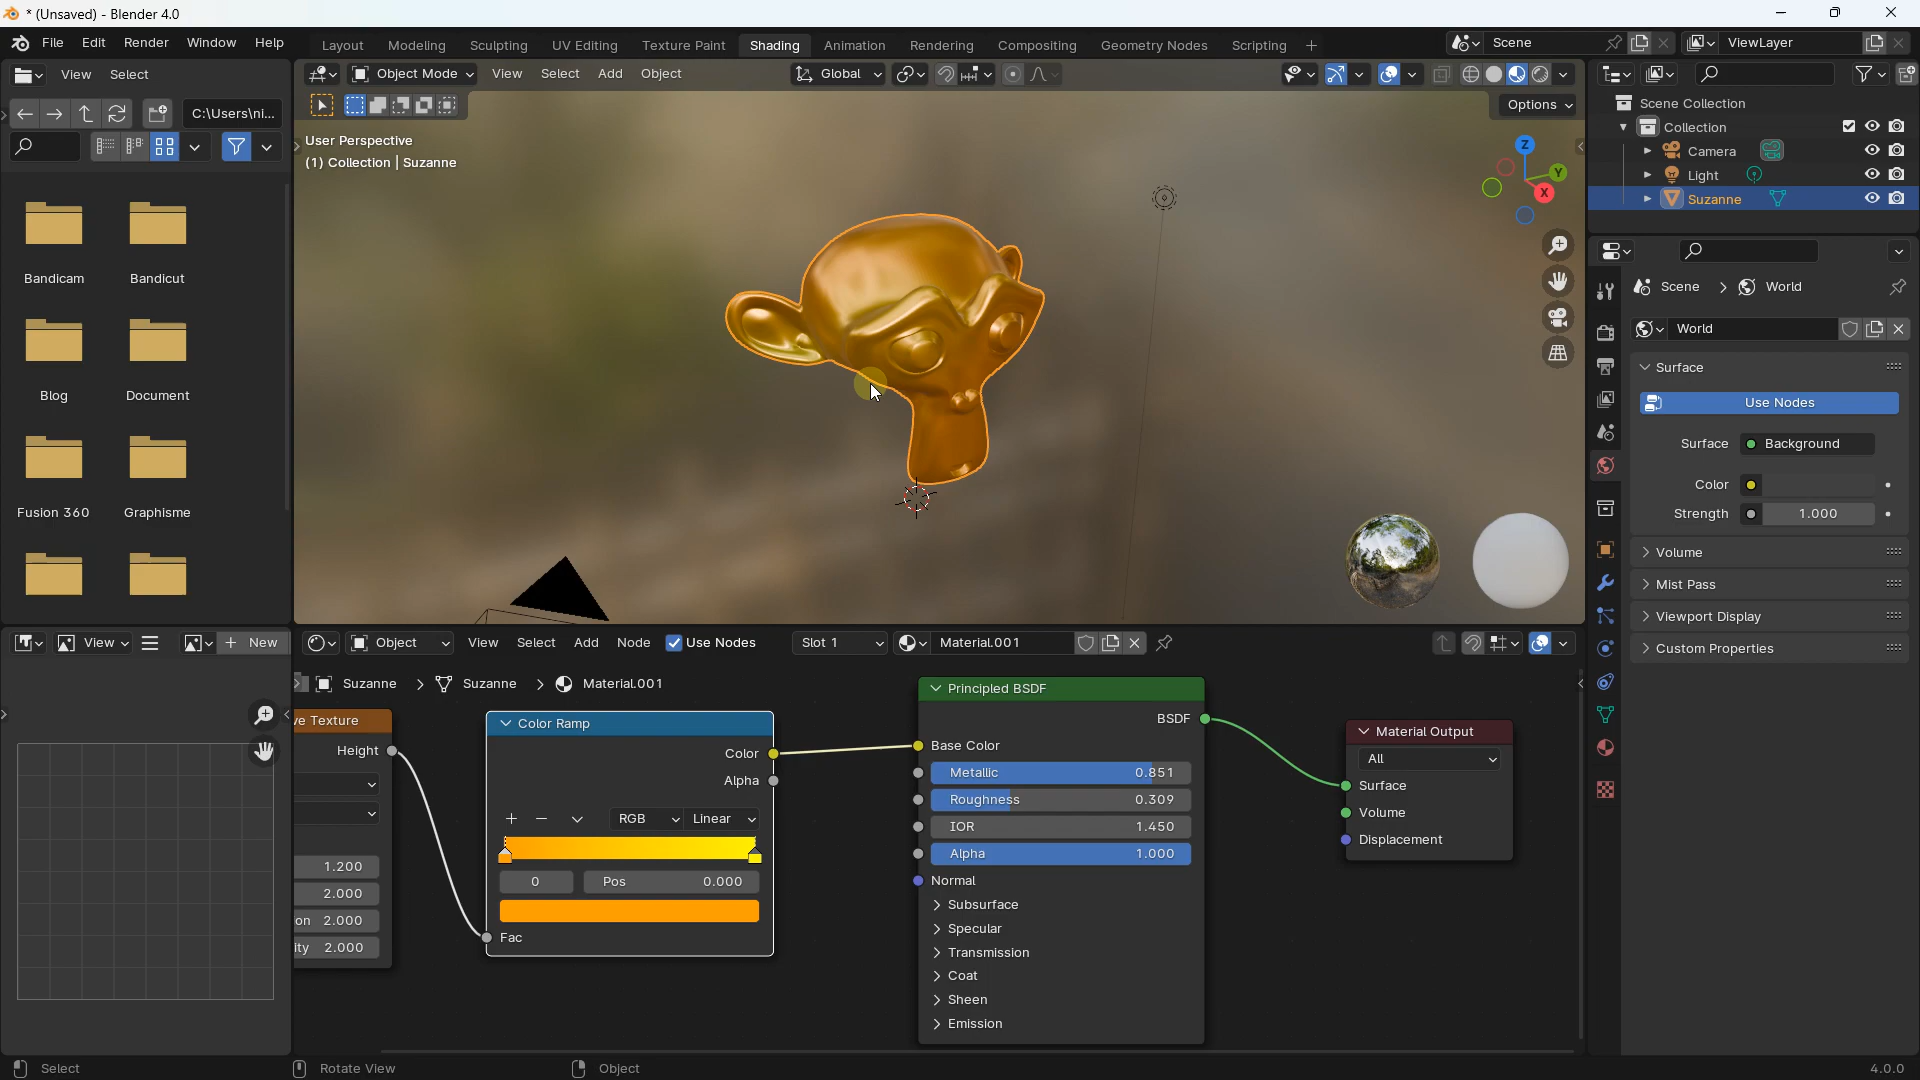 * (Unsaved) - Blender 4.0
File Edit Render Window Help
Layout Modeling Sculpting UV Editing Texture Paint Shading Animation Rendering Compositing Geometry Nodes Scripting +
Scene
ViewLayer
View Select
C:\Users\ni...
Bandicam Bandicut
Blog Document
Fusion 360 Graphisme
Object Mode View Select Add Object
Global
Options
User Perspective
(1) Collection | Suzanne
Z
Y
X
Scene Collection
Collection
Camera
Light
Suzanne
Scene > World
World
Surface
Use Nodes
Surface Background
Color
Strength 1.000
Volume
Mist Pass
Viewport Display
Custom Properties
View
+ New
Object View Select Add Node Use Nodes Slot 1 Material.001
Suzanne > Suzanne > Material.001
ve Texture
Height
1.200
2.000
on 2.000
ity 2.000
Color Ramp
Color
Alpha
RGB Linear
0 Pos 0.000
Fac
Principled BSDF
BSDF
Base Color
Metallic 0.851
Roughness 0.309
IOR 1.450
Alpha 1.000
Normal
Subsurface
Specular
Transmission
Coat
Sheen
Emission
Material Output
All
Surface
Volume
Displacement
Select
Rotate View
Object
4.0.0